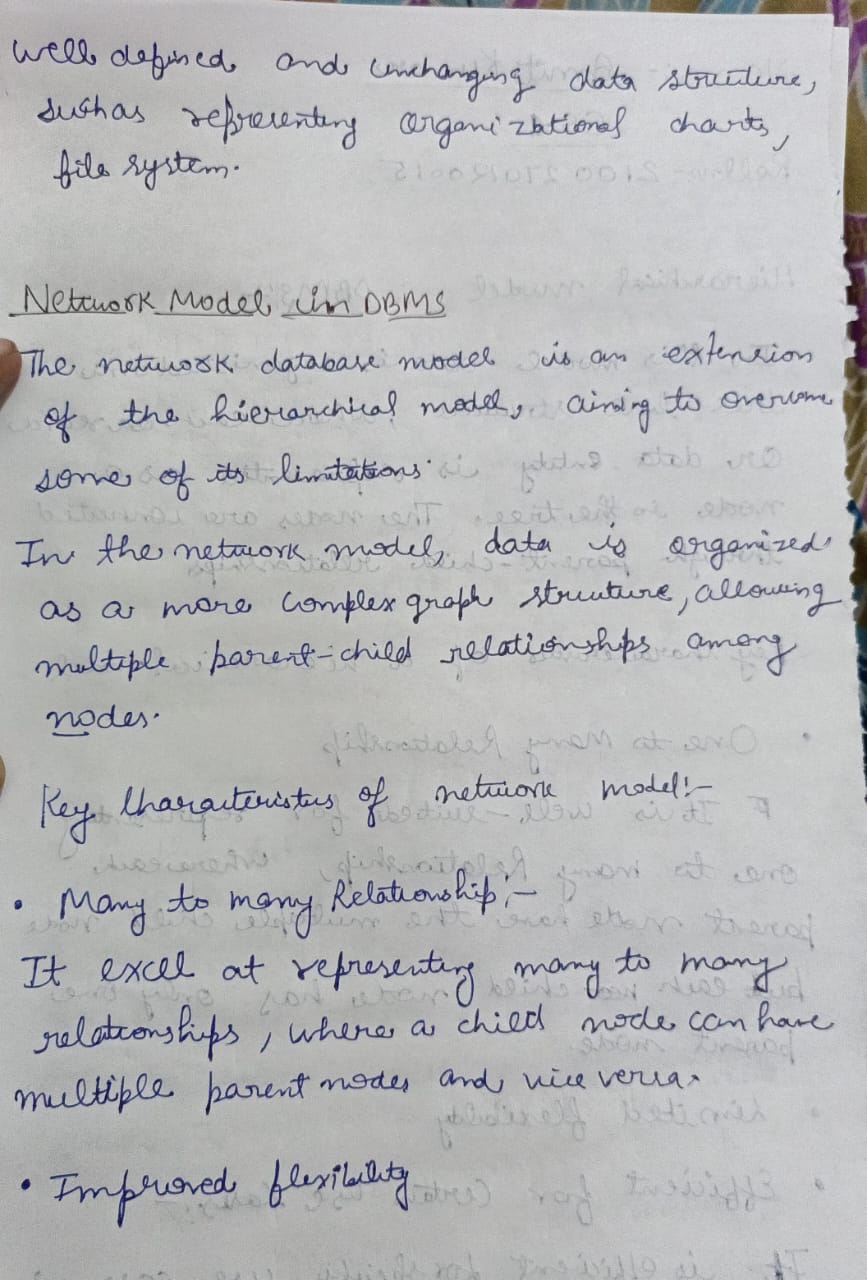 well defined and unchanging data structure,
such as representing organizational charts,
file system.
Network Model in DBMS
The network database model is an extension
of the hierarchical model, aiming to overcome
some of its limitations.
In the network model, data is organized
as a more complex graph structure, allowing
multiple parent-child relationships among
nodes.
Key Characteristics of network model:-
• Many to many Relationship:-
It excel at representing many to many
relationships, where a child node can have
multiple parent nodes and vice versa.
• Improved flexibility